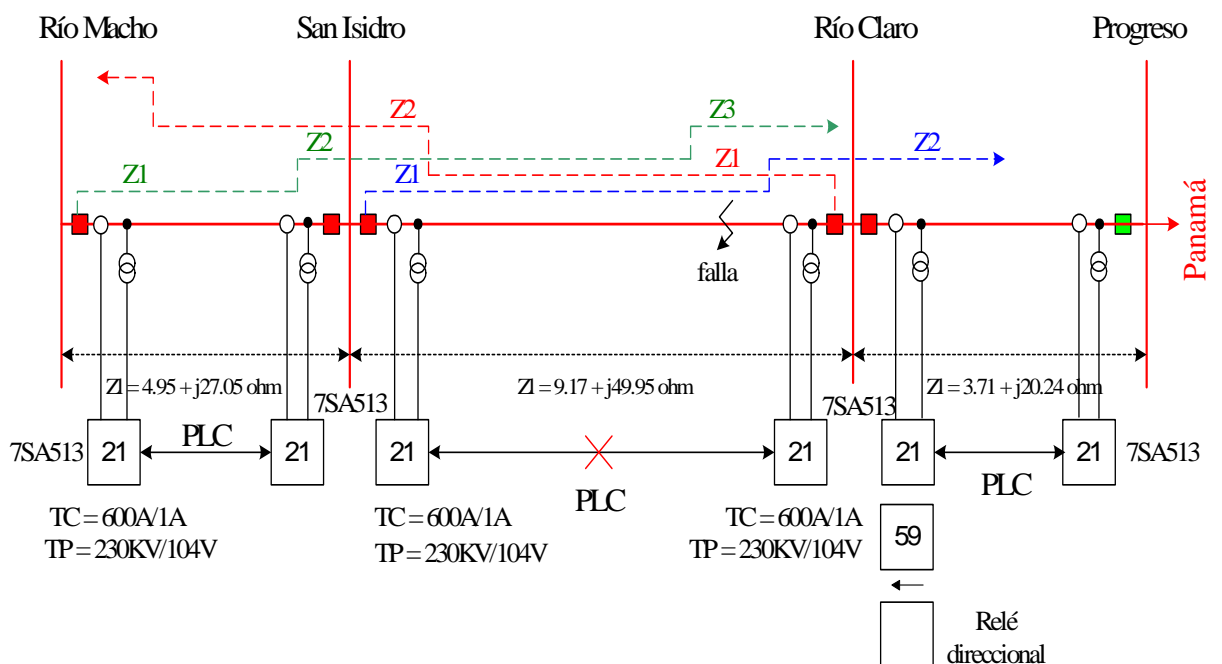 Río Macho
San Isidro
Río Claro
Progreso
Z2
Z3
Z2
Z2
Z1
Z1
Z1
falla
Panamá
Zl = 4.95 + j27.05 ohm
Zl = 9.17 + j49.95 ohm
Zl = 3.71 + j20.24 ohm
7SA513
7SA513
7SA513
21
PLC
21
21
PLC
21
21
PLC
21
7SA513
TC = 600A/1A
TP = 230KV/104V
TC = 600A/1A
TP = 230KV/104V
TC = 600A/1A
TP = 230KV/104V
59
Relé
direccional